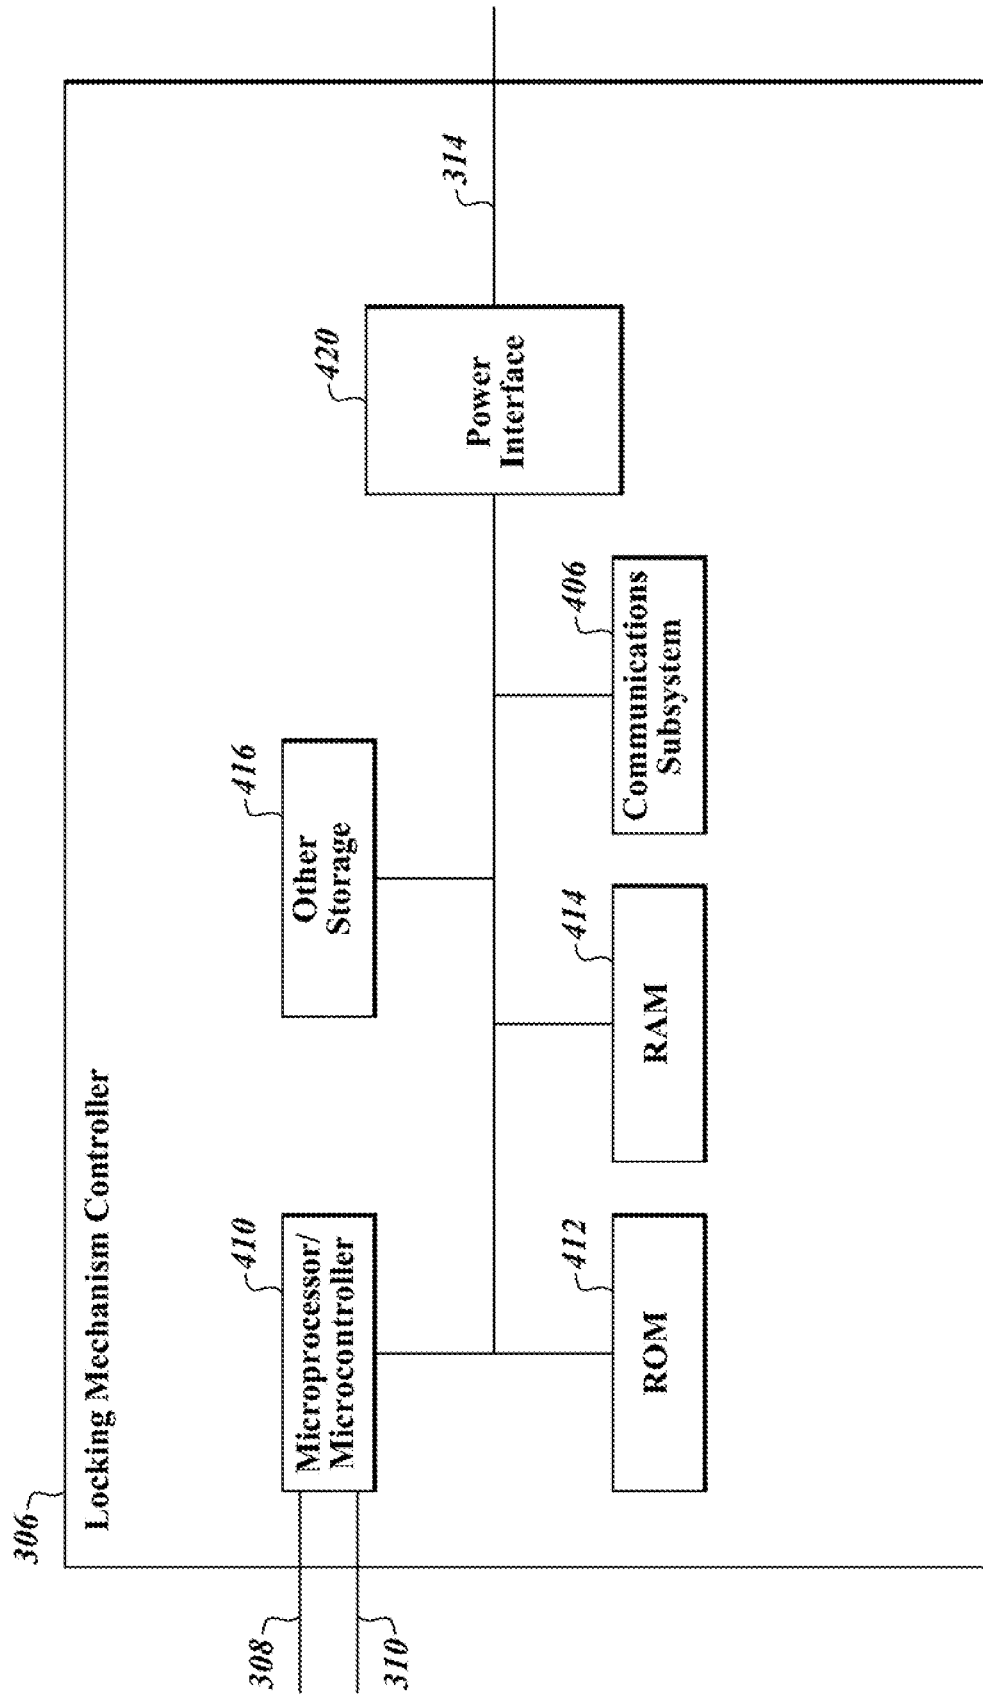 306
Locking Mechanism Controller
308
310
410
Microprocessor/
Microcontroller
416
Other
Storage
420
Power
Interface
314
412
ROM
414
RAM
406
Communications
Subsystem